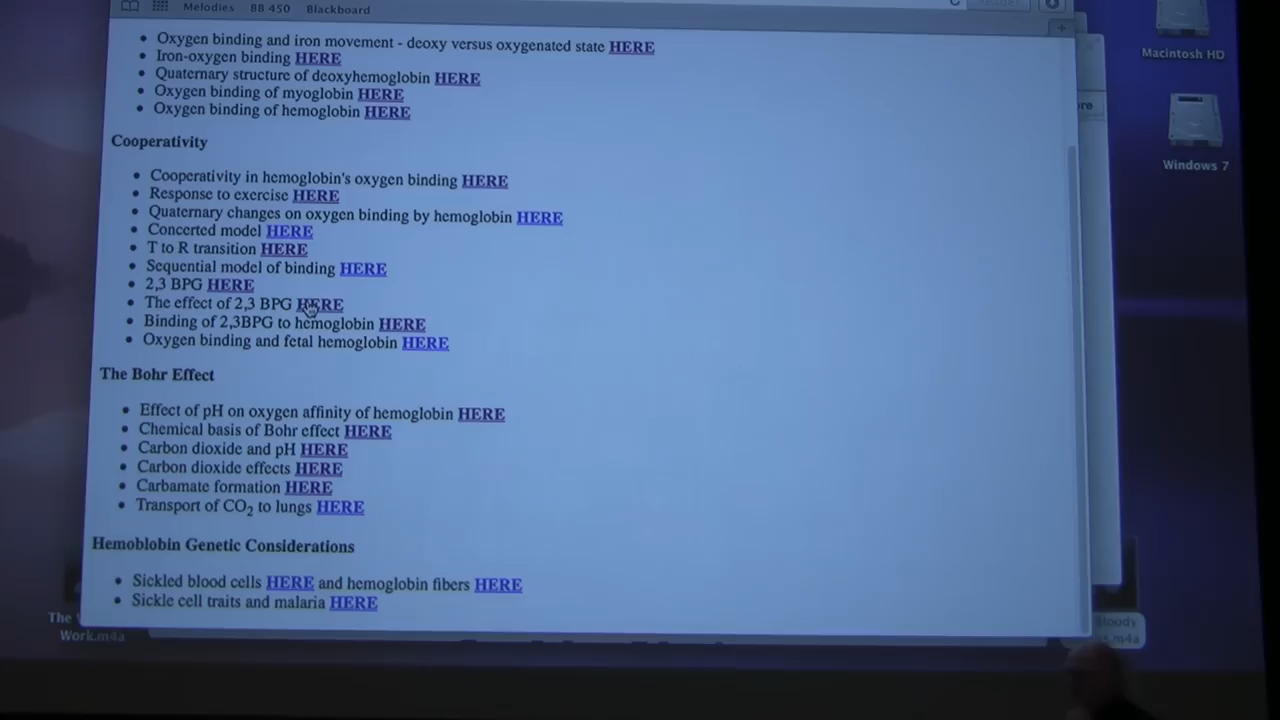 Melodies BB 450 Blackboard
Reader
Macintosh HD
Oxygen binding and iron movement - deoxy versus oxygenated state HERE
Iron-oxygen binding HERE
Quaternary structure of deoxyhemoglobin HERE
Oxygen binding of myoglobin HERE
Oxygen binding of hemoglobin HERE
Windows 7
Cooperativity
Cooperativity in hemoglobin's oxygen binding HERE
Response to exercise HERE
Quaternary changes on oxygen binding by hemoglobin HERE
Concerted model HERE
T to R transition HERE
Sequential model of binding HERE
2,3 BPG HERE
The effect of 2,3 BPG HERE
Binding of 2,3BPG to hemoglobin HERE
Oxygen binding and fetal hemoglobin HERE
The Bohr Effect
Effect of pH on oxygen affinity of hemoglobin HERE
Chemical basis of Bohr effect HERE
Carbon dioxide and pH HERE
Carbon dioxide effects HERE
Carbamate formation HERE
Transport of CO2 to lungs HERE
Hemoblobin Genetic Considerations
Sickled blood cells HERE and hemoglobin fibers HERE
Sickle cell traits and malaria HERE
The
Work.m4a